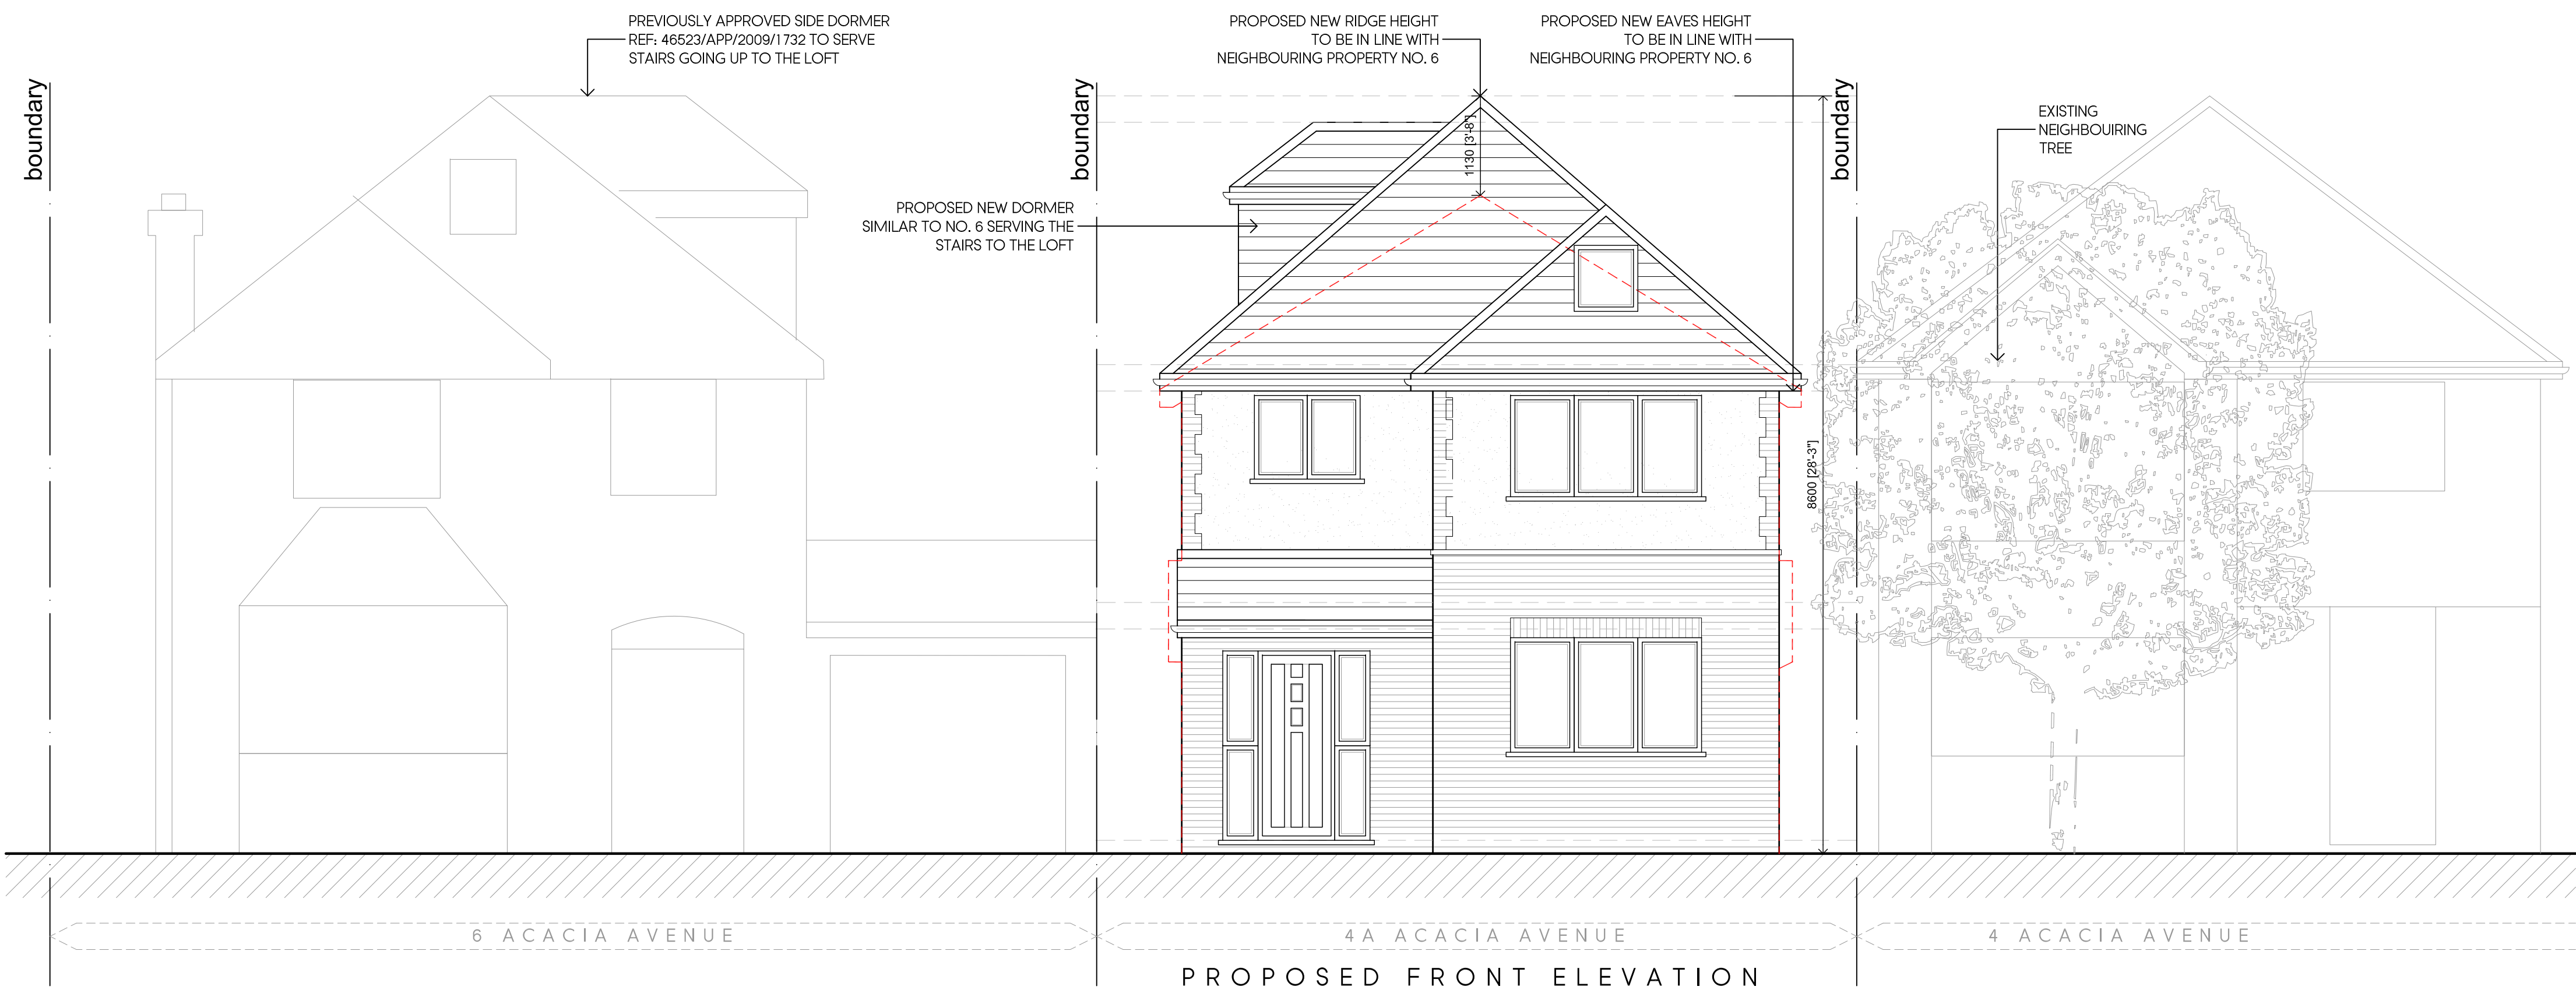 PREVIOUSLY APPROVED SIDE DORMER
REF: 46523/APP/2009/1732 TO SERVE
STAIRS GOING UP TO THE LOFT
PROPOSED NEW RIDGE HEIGHT
TO BE IN LINE WITH
NEIGHBOURING PROPERTY NO. 6
PROPOSED NEW EAVES HEIGHT
TO BE IN LINE WITH
NEIGHBOURING PROPERTY NO. 6
boundary
boundary
boundary
EXISTING
NEIGHBOUIRING
TREE
1130 [3'-8"]
PROPOSED NEW DORMER
SIMILAR TO NO. 6 SERVING THE
STAIRS TO THE LOFT
8600 [28'-3"]
6 ACACIA AVENUE
4A ACACIA AVENUE
4 ACACIA AVENUE
PROPOSED FRONT ELEVATION